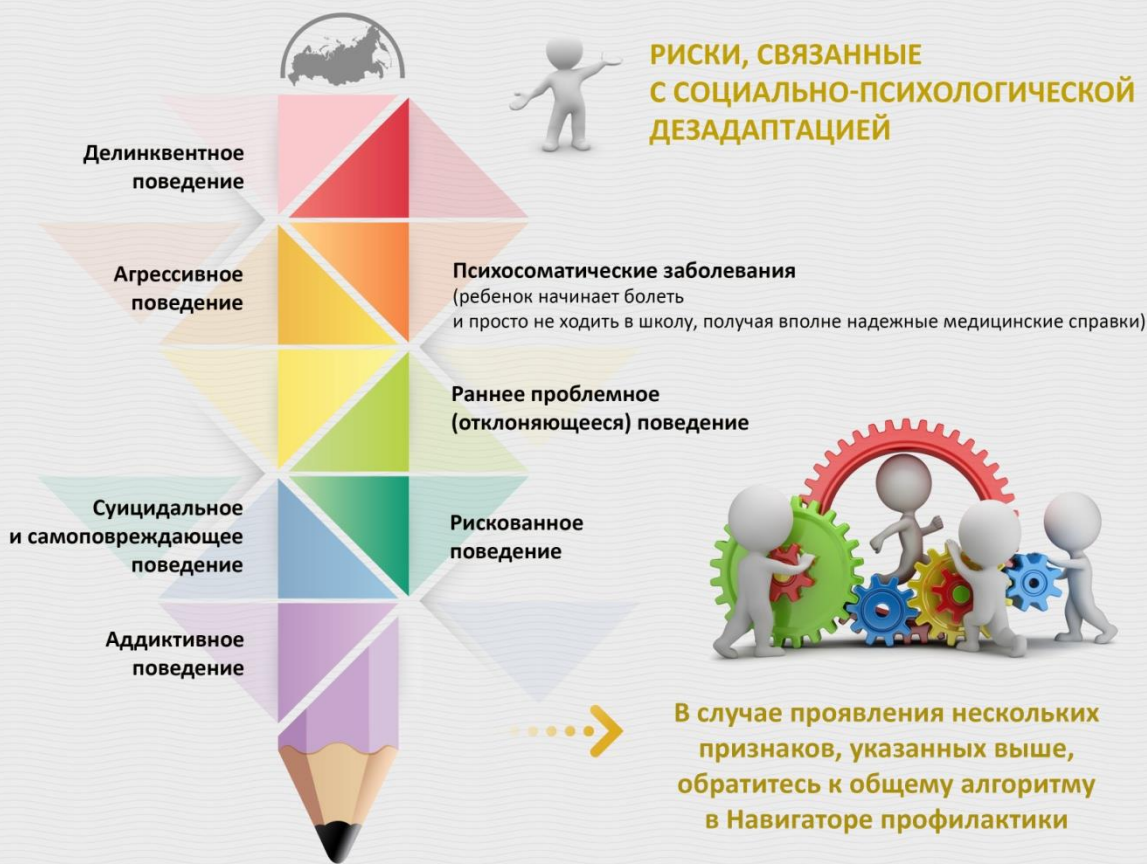 РИСКИ, СВЯЗАННЫЕ
С СОЦИАЛЬНО-ПСИХОЛОГИЧЕСКОЙ
ДЕЗАДАПТАЦИЕЙ
Делинквентное
поведение
Агрессивное
поведение
Психосоматические заболевания
(ребенок начинает болеть
и просто не ходить в школу, получая вполне надежные медицинские справки)
Раннее проблемное
(отклоняющееся) поведение
Суицидальное
и самоповреждающее
поведение
Рискованное
поведение
Аддиктивное
поведение
В случае проявления нескольких
признаков, указанных выше,
обратитесь к общему алгоритму
в Навигаторе профилактики